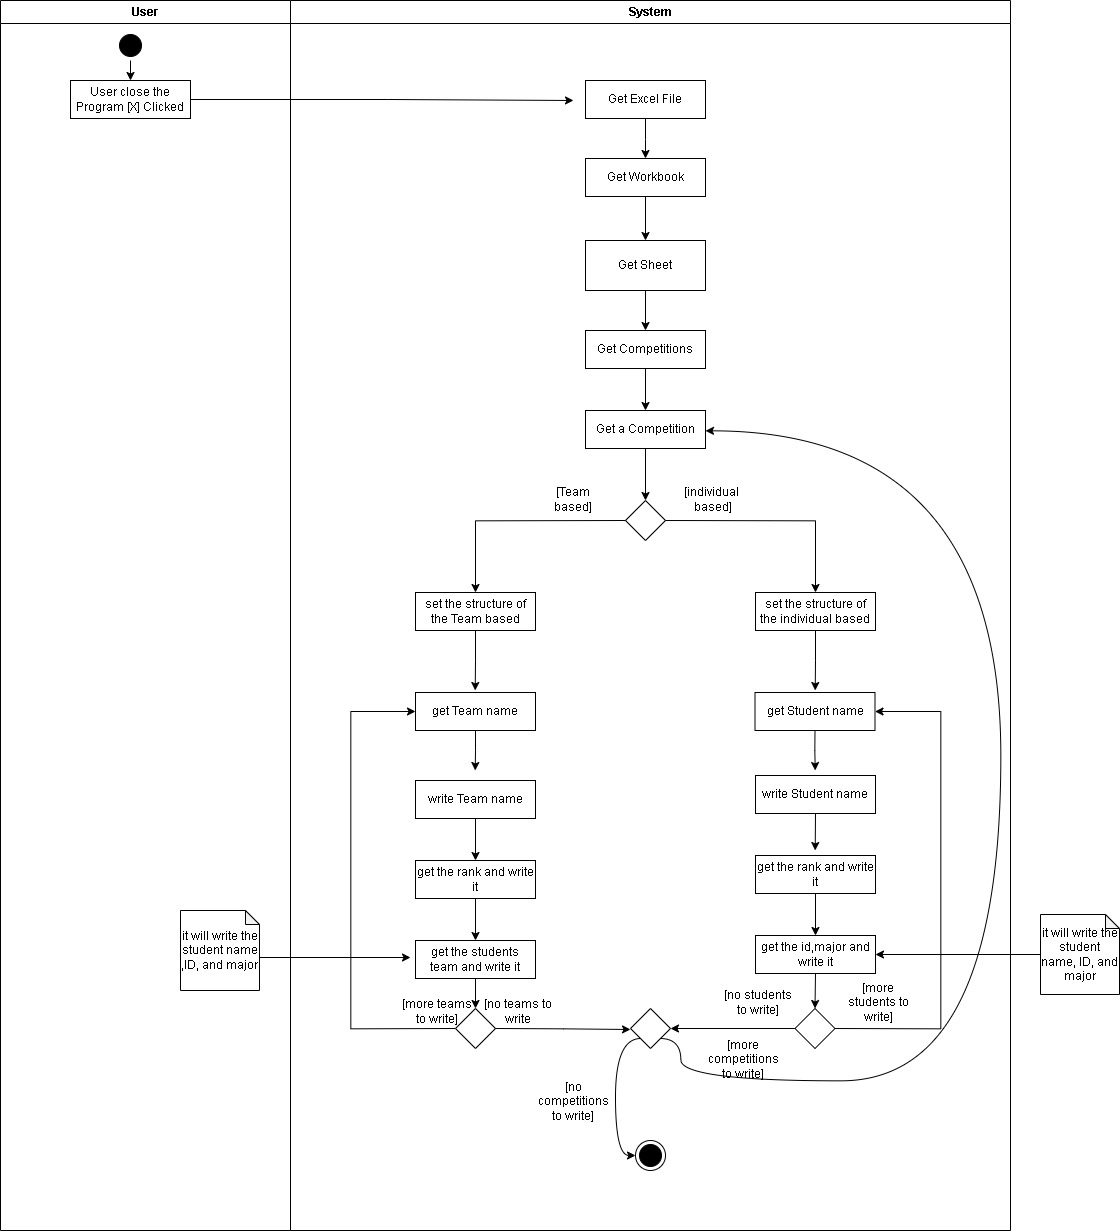 User
System
User close the
Program [X] Clicked
Get Excel File
Get Workbook
Get Sheet
Get Competitions
Get a Competition
[Team
based]
[individual
based]
set the structure of
the Team based
set the structure of
the individual based
get Team name
get Student name
write Team name
write Student name
get the rank and write
it
get the rank and write
it
it will write the
student name
,ID, and major
get the students
team and write it
get the id,major and
write it
it will write the
student
name, ID, and
major
[more teams
to write]
[no teams to
write
[no students
to write]
[more
students to
write]
[more
competitions
to write]
[no
competitions
to write]